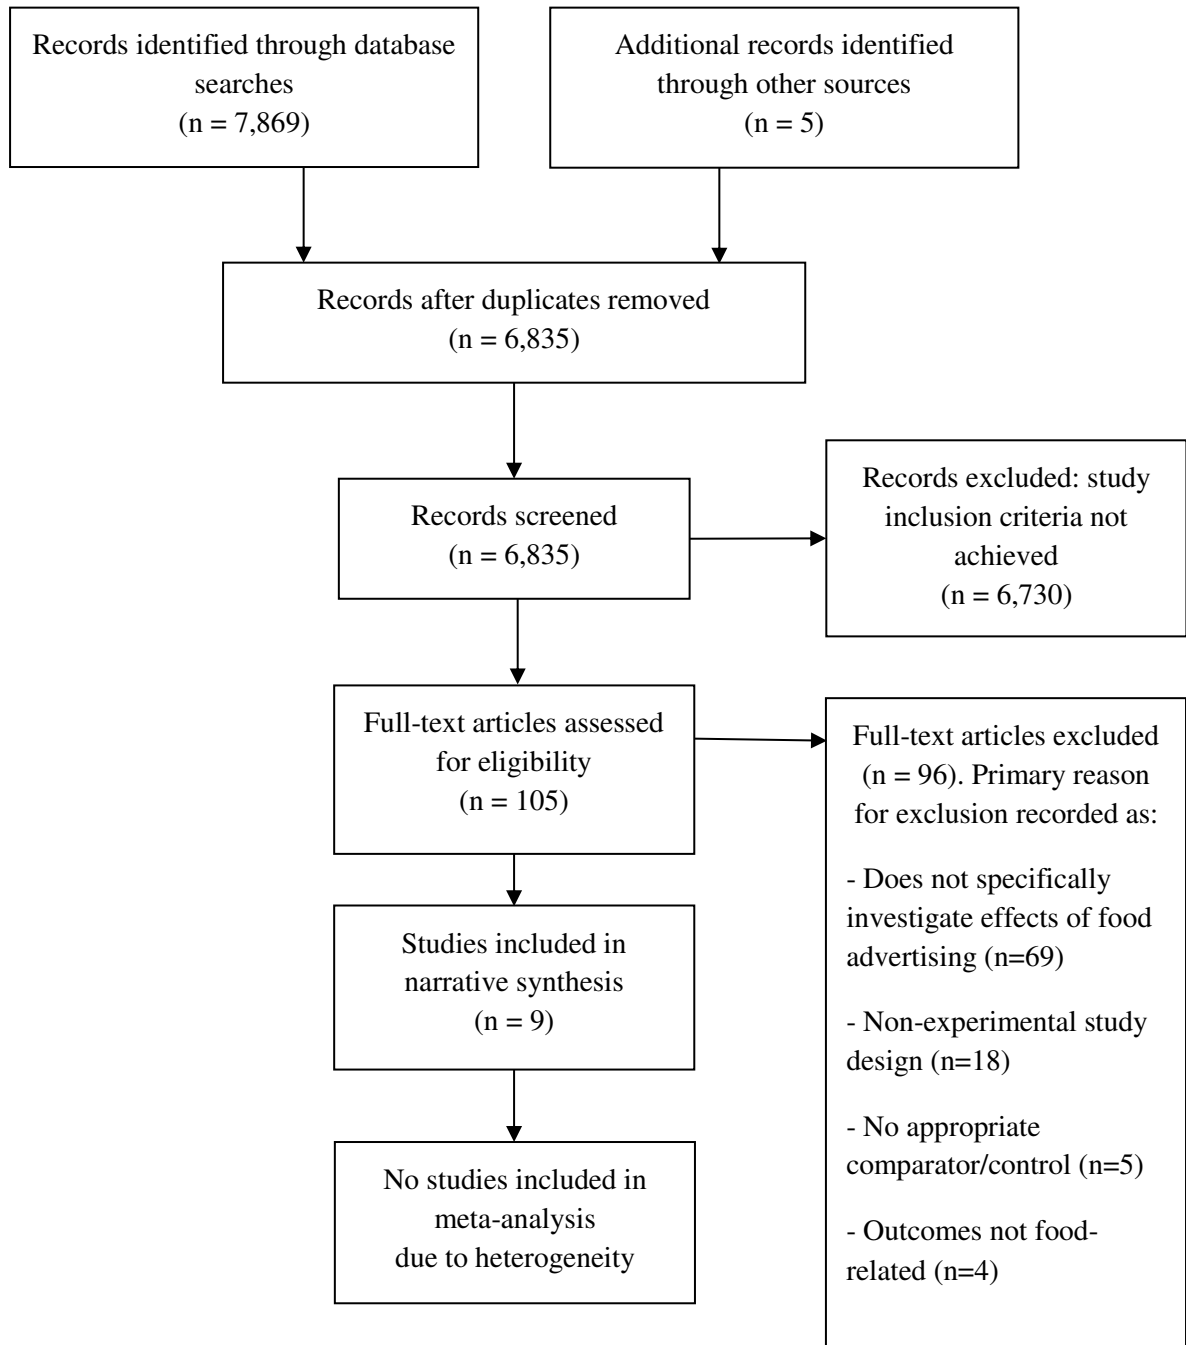 Records identified through database
searches
(n = 7,869)
Additional records identified
through other sources
(n = 5)
Records after duplicates removed
(n = 6,835)
Records screened
(n = 6,835)
Records excluded: study
inclusion criteria not
achieved
(n = 6,730)
Full-text articles assessed
for eligibility
(n = 105)
Full-text articles excluded
(n = 96). Primary reason
for exclusion recorded as:
- Does not specifically
investigate effects of food
advertising (n=69)
- Non-experimental study
design (n=18)
- No appropriate
comparator/control (n=5)
- Outcomes not food-
related (n=4)
Studies included in
narrative synthesis
(n = 9)
No studies included in
meta-analysis
due to heterogeneity